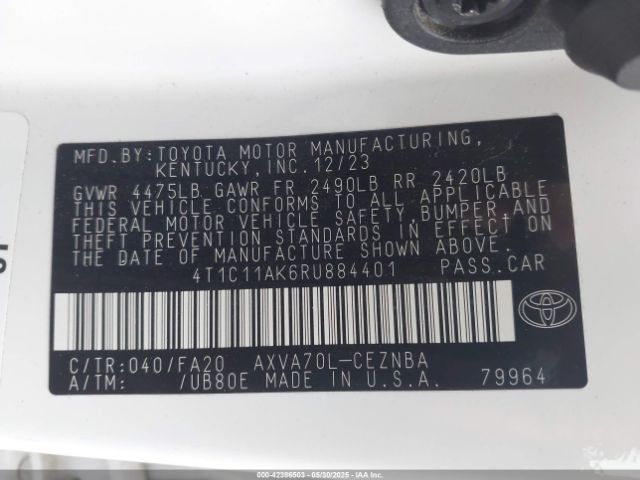 MFD.BY:TOYOTA MOTOR MANUFACTURING,
KENTUCKY,INC.12/23
GVWR 4475LB GAWR FR 2490LB RR 2420LB
THIS VEHICLE CONFORMS TO ALL APPLICABLE
FEDERAL MOTOR VEHICLE SAFETY,BUMPER,AND
THEFT PREVENTION STANDARDS IN EFFECT ON
THE DATE OF MANUFACTURE SHOWN ABOVE.
4T1C11AK6RU884401 PASS.CAR
C/TR:040/FA20 AXVA70L-CEZNBA
A/TM: /UB80E MADE IN U.S.A. 79964
000-42386503 - 05/30/2025 - IAA Inc.